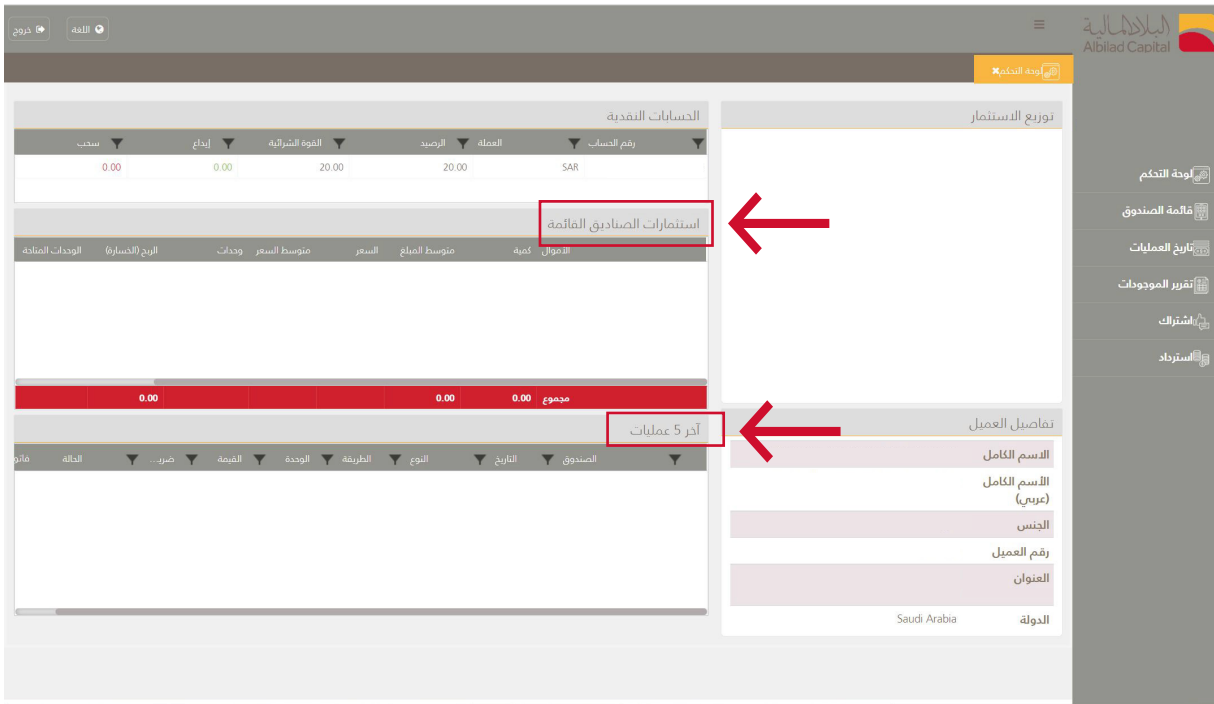 البلاد المالية
Albilad Capital
اللغة
خروج
لوحة التحكم
لوحة التحكم
قائمة الصندوق
تاريخ العمليات
تقرير الموجودات
اشتراك
استرداد
توزيع الاستثمار
الحسابات النقدية
رقم الحساب العملة الرصيد القوة الشرائية إيداع سحب
SAR 20.00 20.00 0.00 0.00
استثمارات الصناديق القائمة
الأموال كمية متوسط المبلغ السعر متوسط السعر وحدات الربح (الخسارة) الوحدات المتاحة
مجموع 0.00 0.00 0.00
آخر 5 عمليات
الصندوق التاريخ النوع الطريقة الوحدة القيمة ضريـ... الحالة
تفاصيل العميل
الاسم الكامل
الأسم الكامل
(عربي)
الجنس
رقم العميل
العنوان
الدولة Saudi Arabia